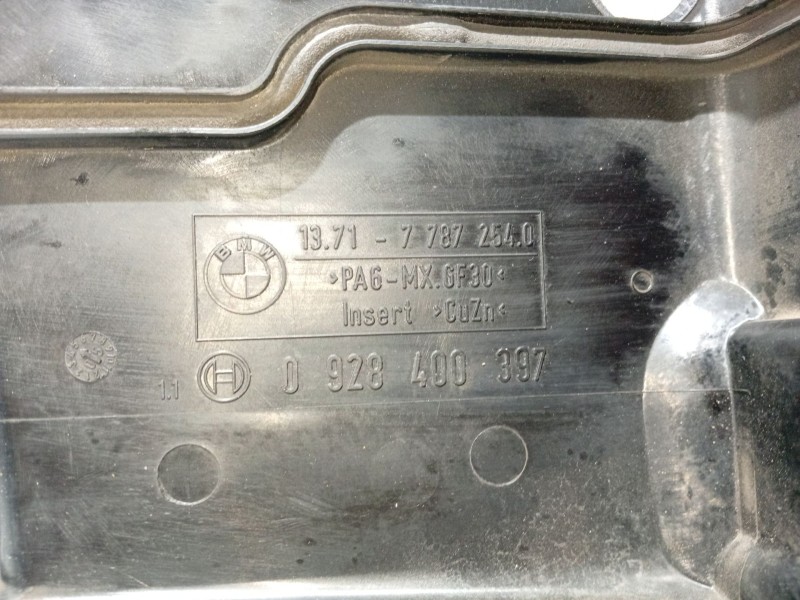 BMW
13.71 - 7 787 254.0
>PA6-MX.GF30<
Insert >CuZn<
1.1
0 928 400 397